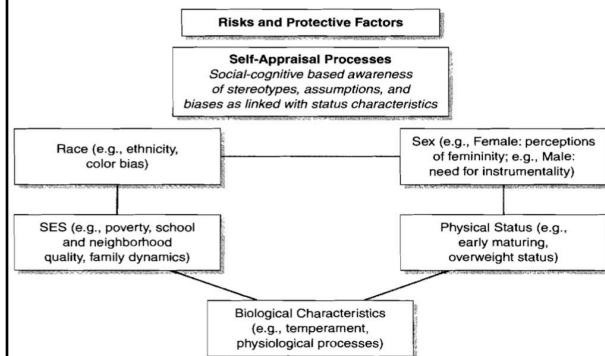 Risks and Protective Factors
Self-Appraisal Processes
Social-cognitive based awareness
of stereotypes, assumptions, and
biases as linked with status characteristics
Race (e.g., ethnicity,
color bias)
Sex (e.g., Female: perceptions
of femininity; e.g., Male:
need for instrumentality)
SES (e.g., poverty, school
and neighborhood
quality, family dynamics)
Physical Status (e.g.,
early maturing,
overweight status)
Biological Characteristics
(e.g., temperament,
physiological processes)